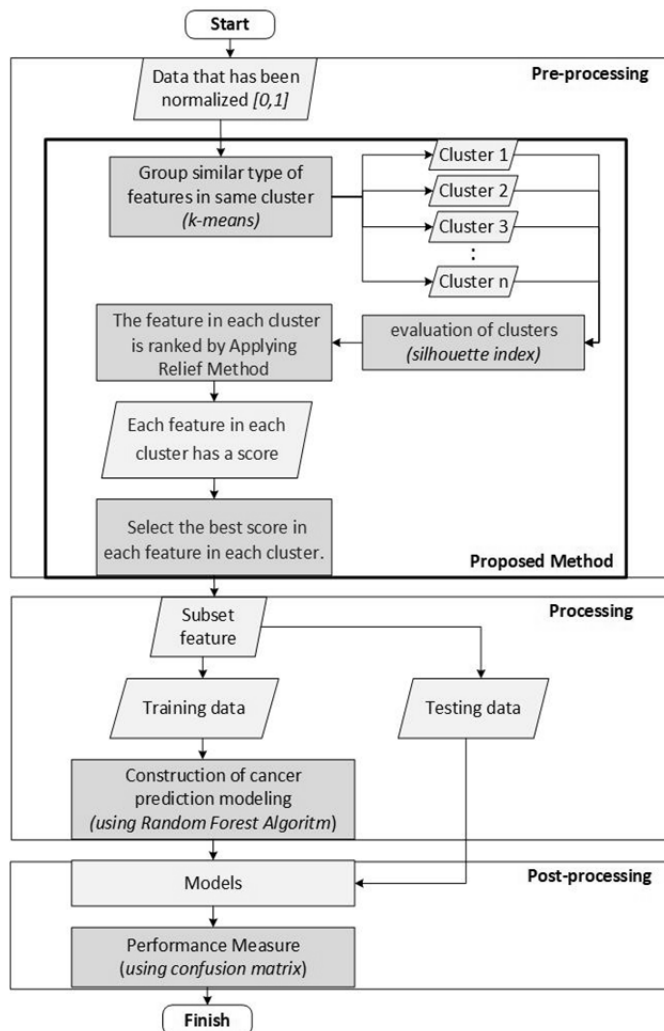 Start
Pre-processing
Data that has been
normalized [0,1]
Group similar type of
features in same cluster
(k-means)
Cluster 1
Cluster 2
Cluster 3
:
Cluster n
evaluation of clusters
(silhouette index)
The feature in each cluster
is ranked by Applying
Relief Method
Each feature in each
cluster has a score
Select the best score in
each feature in each cluster.
Proposed Method
Processing
Subset
feature
Training data
Testing data
Construction of cancer
prediction modeling
(using Random Forest Algoritm)
Post-processing
Models
Performance Measure
(using confusion matrix)
Finish